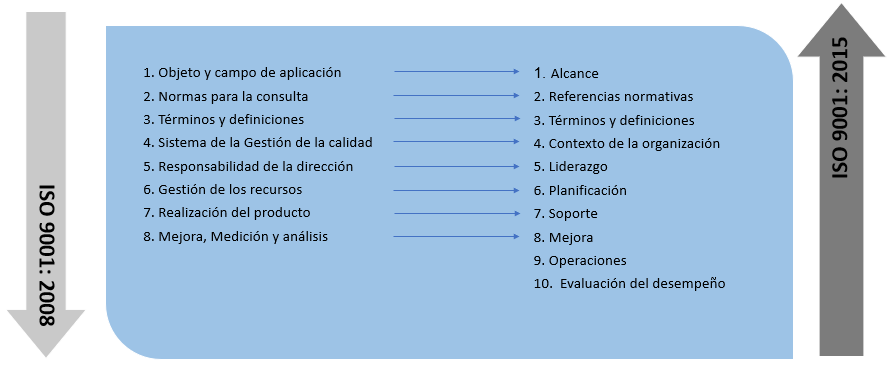 ISO 9001: 2008
1. Objeto y campo de aplicación
2. Normas para la consulta
3. Términos y definiciones
4. Sistema de la Gestión de la calidad
5. Responsabilidad de la dirección
6. Gestión de los recursos
7. Realización del producto
8. Mejora, Medición y análisis
1. Alcance
2. Referencias normativas
3. Términos y definiciones
4. Contexto de la organización
5. Liderazgo
6. Planificación
7. Soporte
8. Mejora
9. Operaciones
10. Evaluación del desempeño
ISO 9001: 2015